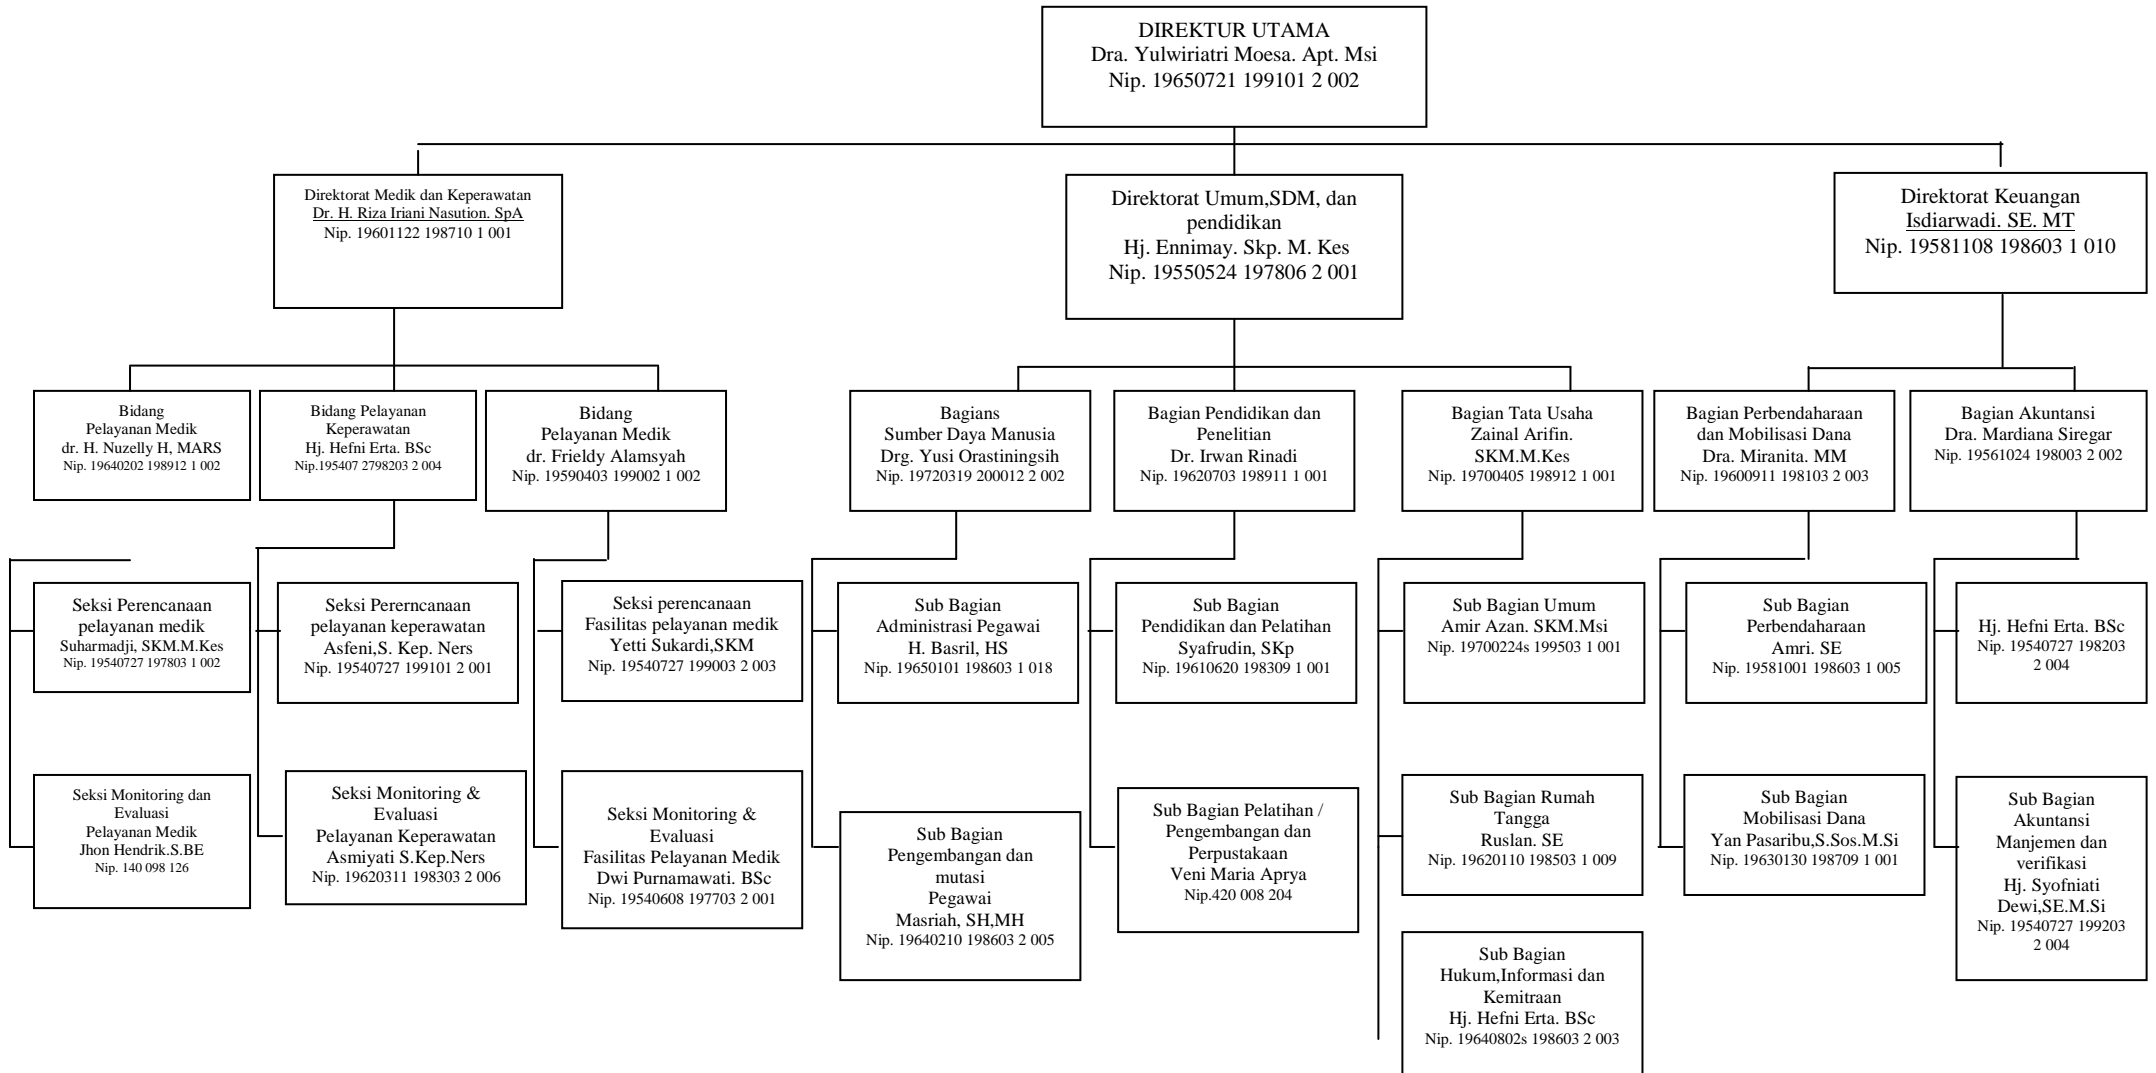 DIREKTUR UTAMA
Dra. Yulwiriatri Moesa. Apt. Msi
Nip. 19650721 199101 2 002
Direktorat Medik dan Keperawatan
Dr. H. Riza Iriani Nasution. SpA
Nip. 19601122 198710 1 001
Direktorat Umum,SDM, dan
pendidikan
Hj. Ennimay. Skp. M. Kes
Nip. 19550524 197806 2 001
Direktorat Keuangan
Isdiarwadi. SE. MT
Nip. 19581108 198603 1 010
Bidang
Pelayanan Medik
dr. H. Nuzelly H, MARS
Nip. 19640202 198912 1 002
Bidang Pelayanan
Keperawatan
Hj. Hefni Erta. BSc
Nip.195407 2798203 2 004
Bidang
Pelayanan Medik
dr. Frieldy Alamsyah
Nip. 19590403 199002 1 002
Bagians
Sumber Daya Manusia
Drg. Yusi Orastiningsih
Nip. 19720319 200012 2 002
Bagian Pendidikan dan
Penelitian
Dr. Irwan Rinadi
Nip. 19620703 198911 1 001
Bagian Tata Usaha
Zainal Arifin.
SKM.M.Kes
Nip. 19700405 198912 1 001
Bagian Perbendaharaan
dan Mobilisasi Dana
Dra. Miranita. MM
Nip. 19600911 198103 2 003
Bagian Akuntansi
Dra. Mardiana Siregar
Nip. 19561024 198003 2 002
Seksi Perencanaan
pelayanan medik
Suharmadji, SKM.M.Kes
Nip. 19540727 197803 1 002
Seksi Pererncanaan
pelayanan keperawatan
Asfeni,S. Kep. Ners
Nip. 19540727 199101 2 001
Seksi perencanaan
Fasilitas pelayanan medik
Yetti Sukardi,SKM
Nip. 19540727 199003 2 003
Sub Bagian
Administrasi Pegawai
H. Basril, HS
Nip. 19650101 198603 1 018
Sub Bagian
Pendidikan dan Pelatihan
Syafrudin, SKp
Nip. 19610620 198309 1 001
Sub Bagian Umum
Amir Azan. SKM.Msi
Nip. 19700224s 199503 1 001
Sub Bagian
Perbendaharaan
Amri. SE
Nip. 19581001 198603 1 005
Hj. Hefni Erta. BSc
Nip. 19540727 198203
2 004
Seksi Monitoring dan
Evaluasi
Pelayanan Medik
Jhon Hendrik.S.BE
Nip. 140 098 126
Seksi Monitoring &
Evaluasi
Pelayanan Keperawatan
Asmiyati S.Kep.Ners
Nip. 19620311 198303 2 006
Seksi Monitoring &
Evaluasi
Fasilitas Pelayanan Medik
Dwi Purnamawati. BSc
Nip. 19540608 197703 2 001
Sub Bagian
Pengembangan dan
mutasi
Pegawai
Masriah, SH,MH
Nip. 19640210 198603 2 005
Sub Bagian Pelatihan /
Pengembangan dan
Perpustakaan
Veni Maria Aprya
Nip.420 008 204
Sub Bagian Rumah
Tangga
Ruslan. SE
Nip. 19620110 198503 1 009
Sub Bagian
Mobilisasi Dana
Yan Pasaribu,S.Sos.M.Si
Nip. 19630130 198709 1 001
Sub Bagian
Akuntansi
Manjemen dan
verifikasi
Hj. Syofniati
Dewi,SE.M.Si
Nip. 19540727 199203
2 004
Sub Bagian
Hukum,Informasi dan
Kemitraan
Hj. Hefni Erta. BSc
Nip. 19640802s 198603 2 003